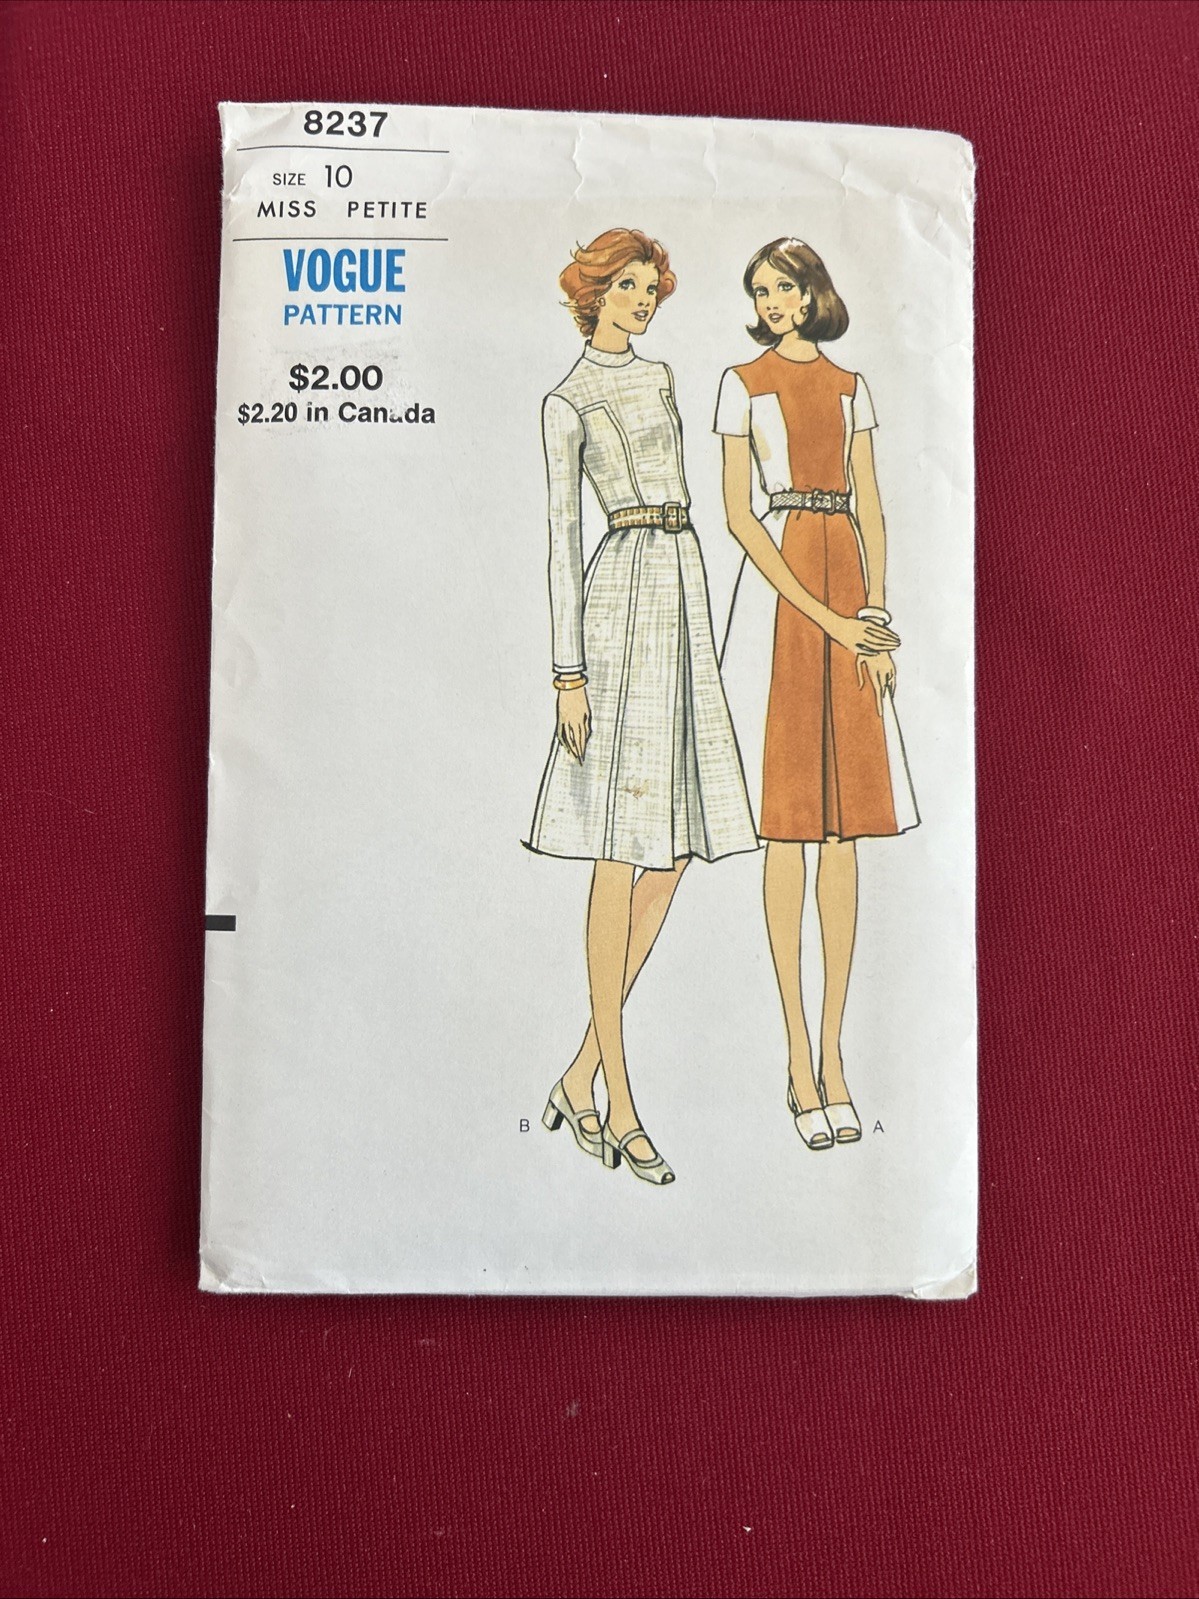 8237
SIZE 10
MISS PETITE
VOGUE
PATTERN
$2.00
$2.20 in Canada
B
A